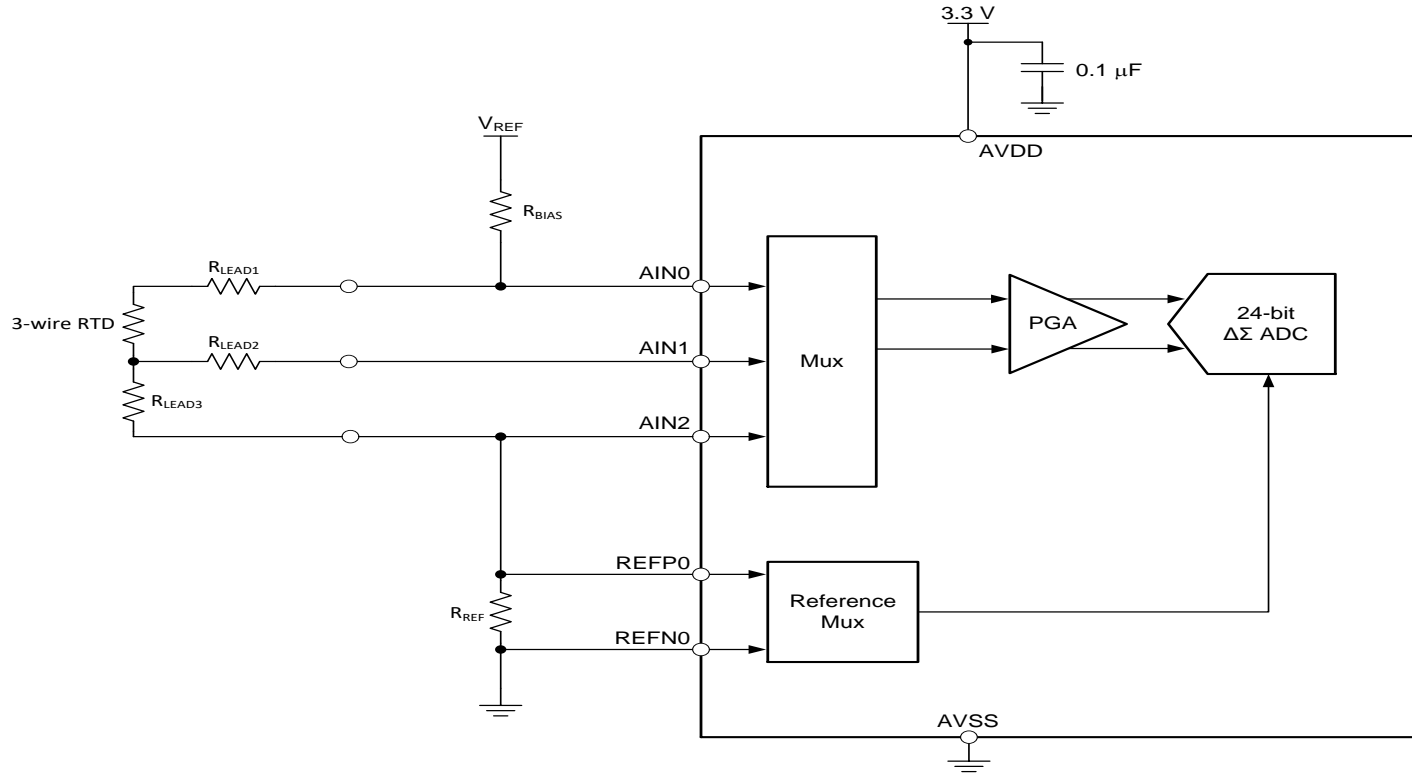 3.3 V
0.1 μF
V_REF
AVDD
R_BIAS
R_LEAD1
AIN0
3-wire RTD
PGA
24-bit
ΔΣ ADC
R_LEAD2
AIN1
Mux
R_LEAD3
AIN2
REFP0
Reference
Mux
R_REF
REFN0
AVSS